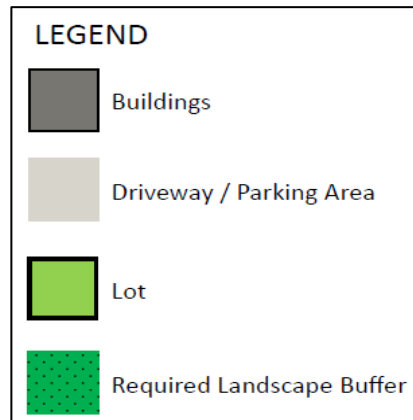 LEGEND
Buildings
Driveway / Parking Area
Lot
Required Landscape Buffer